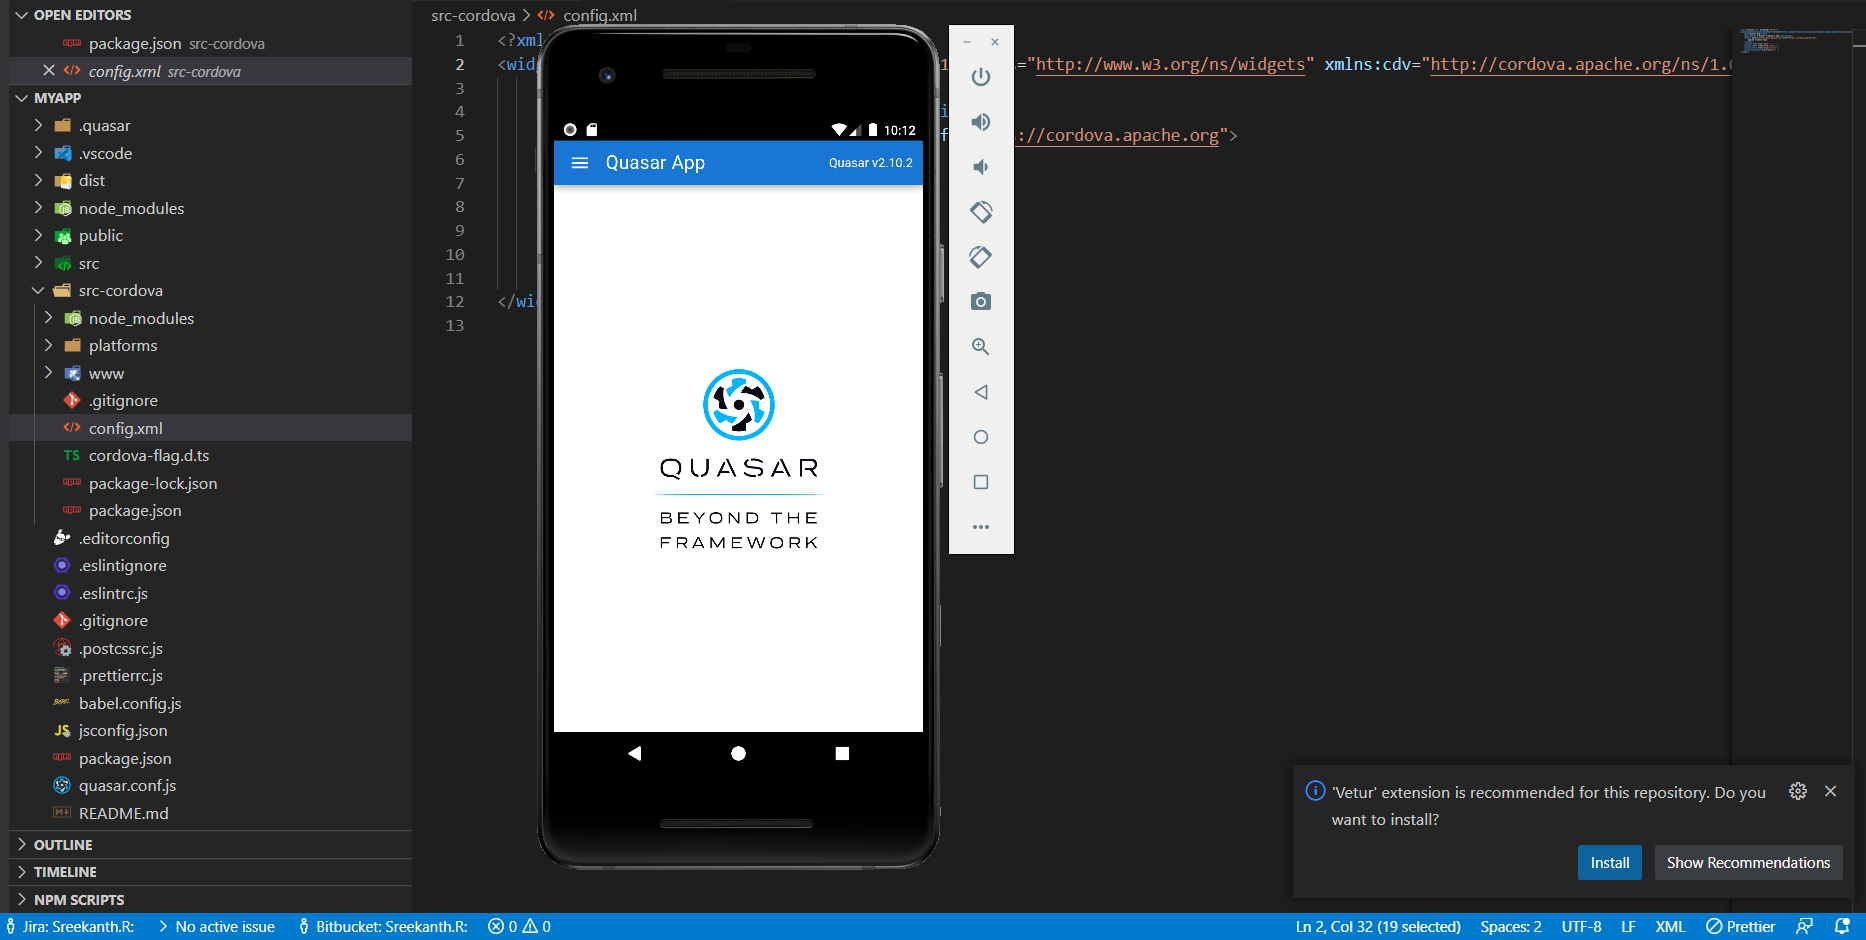 OPEN EDITORS
package.json src-cordova
config.xml src-cordova
MYAPP
.quasar
.vscode
dist
node_modules
public
src
src-cordova
node_modules
platforms
www
.gitignore
config.xml
TS cordova-flag.d.ts
package-lock.json
package.json
.editorconfig
.eslintignore
.eslintrc.js
.gitignore
.postcssrc.js
.prettierrc.js
babel.config.js
JS jsconfig.json
package.json
quasar.conf.js
README.md
OUTLINE
TIMELINE
NPM SCRIPTS
src-cordova > config.xml
1 <?xml
2 <wid ="http://www.w3.org/ns/widgets" xmlns:cdv="http://cordova.apache.org/ns/1.
3
4
5 ://cordova.apache.org">
6
7
8
9
10
11
12 </wi
13
10:12
Quasar App
Quasar v2.10.2
QUASAR
BEYOND THE
FRAMEWORK
'Vetur' extension is recommended for this repository. Do you
want to install?
Install
Show Recommendations
Jira: Sreekanth.R: No active issue Bitbucket: Sreekanth.R: 0 0 Ln 2, Col 32 (19 selected) Spaces: 2 UTF-8 LF XML Prettier